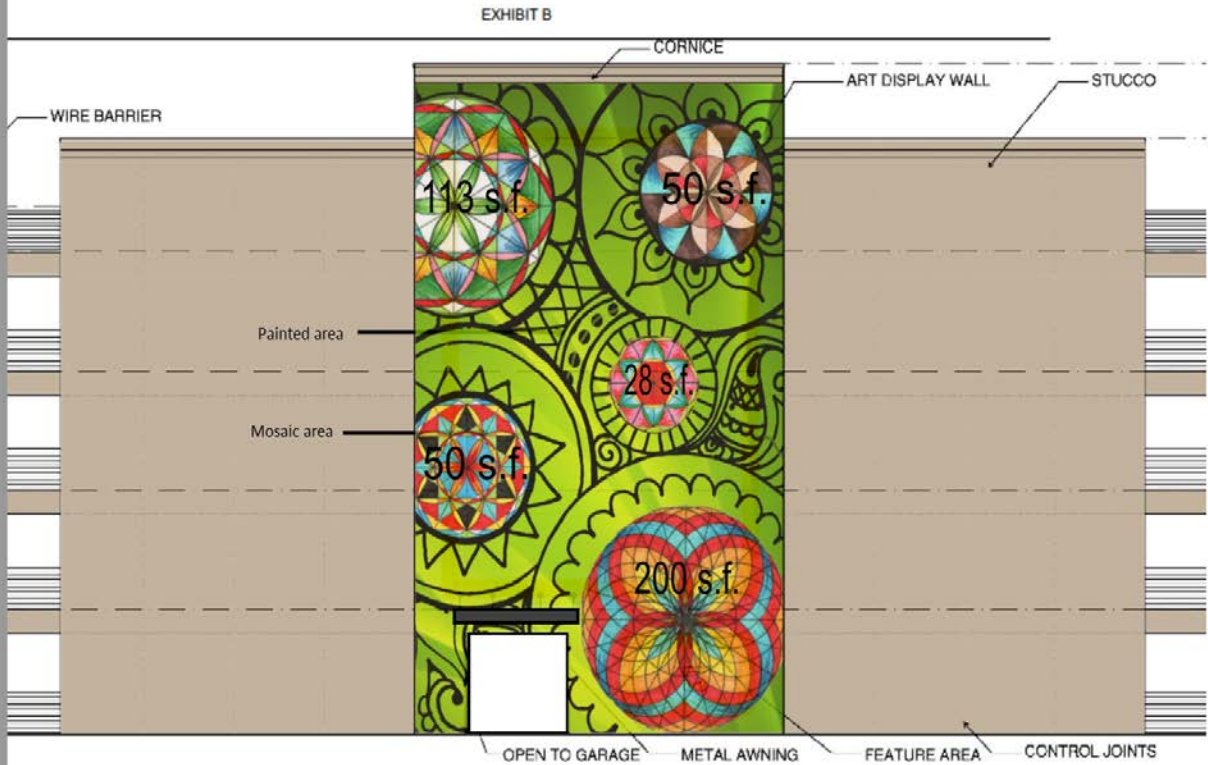 EXHIBIT B
CORNICE
ART DISPLAY WALL
STUCCO
WIRE BARRIER
113 s.f.
50 s.f.
Painted area
28 s.f.
Mosaic area
50 s.f.
200 s.f.
OPEN TO GARAGE
METAL AWNING
FEATURE AREA
CONTROL JOINTS